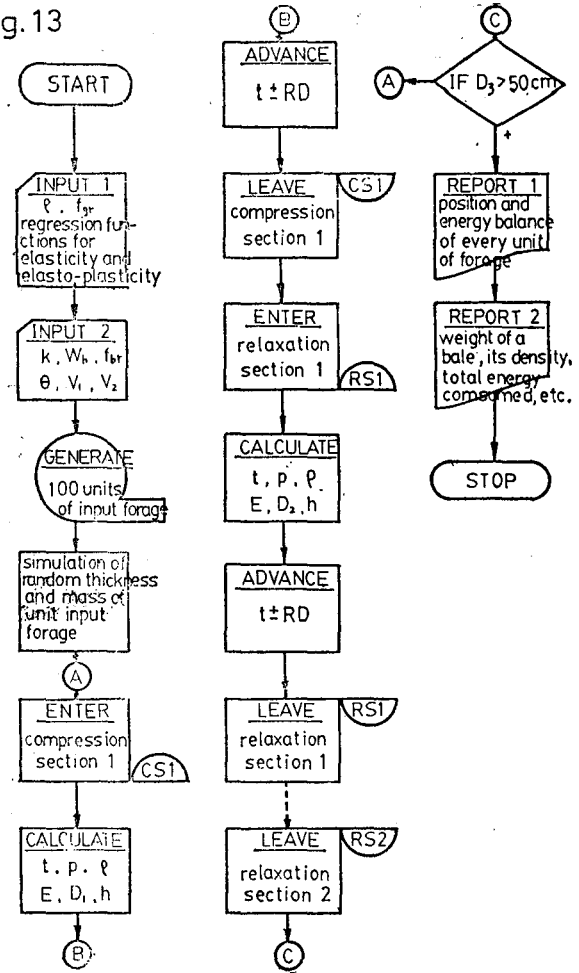 g.13
START
INPUT 1
ρ, f_gr
regression fun-
ctions for
elasticity and
elasto-plasticity
INPUT 2
k, W_h, f_br
θ, V₁, V₂
GENERATE
100 units
of input forage
simulation of
random thickness
and mass of
unit input
forage
A
ENTER
compression
section 1
CS1
CALCULATE
t, p, ρ
E, D₁, h
B
B
ADVANCE
t±RD
LEAVE
CS1
compression
section 1
ENTER
relaxation
section 1
RS1
CALCULATE
t, p, ρ
E, D₂, h
ADVANCE
t±RD
LEAVE
RS1
relaxation
section 1
LEAVE
RS2
relaxation
section 2
C
C
A
IF D₃>50cm
+
REPORT 1
position and
energy balance
of every unit
of forage
REPORT 2
weight of a
bale, its density,
total energy
comsomed, etc.
STOP